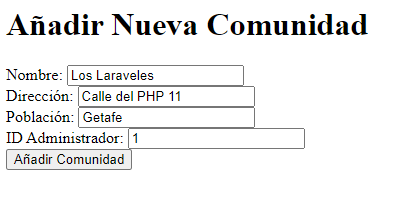 Añadir Nueva Comunidad
Nombre: Los Laraveles
Dirección: Calle del PHP 11
Población: Getafe
ID Administrador: 1
Añadir Comunidad